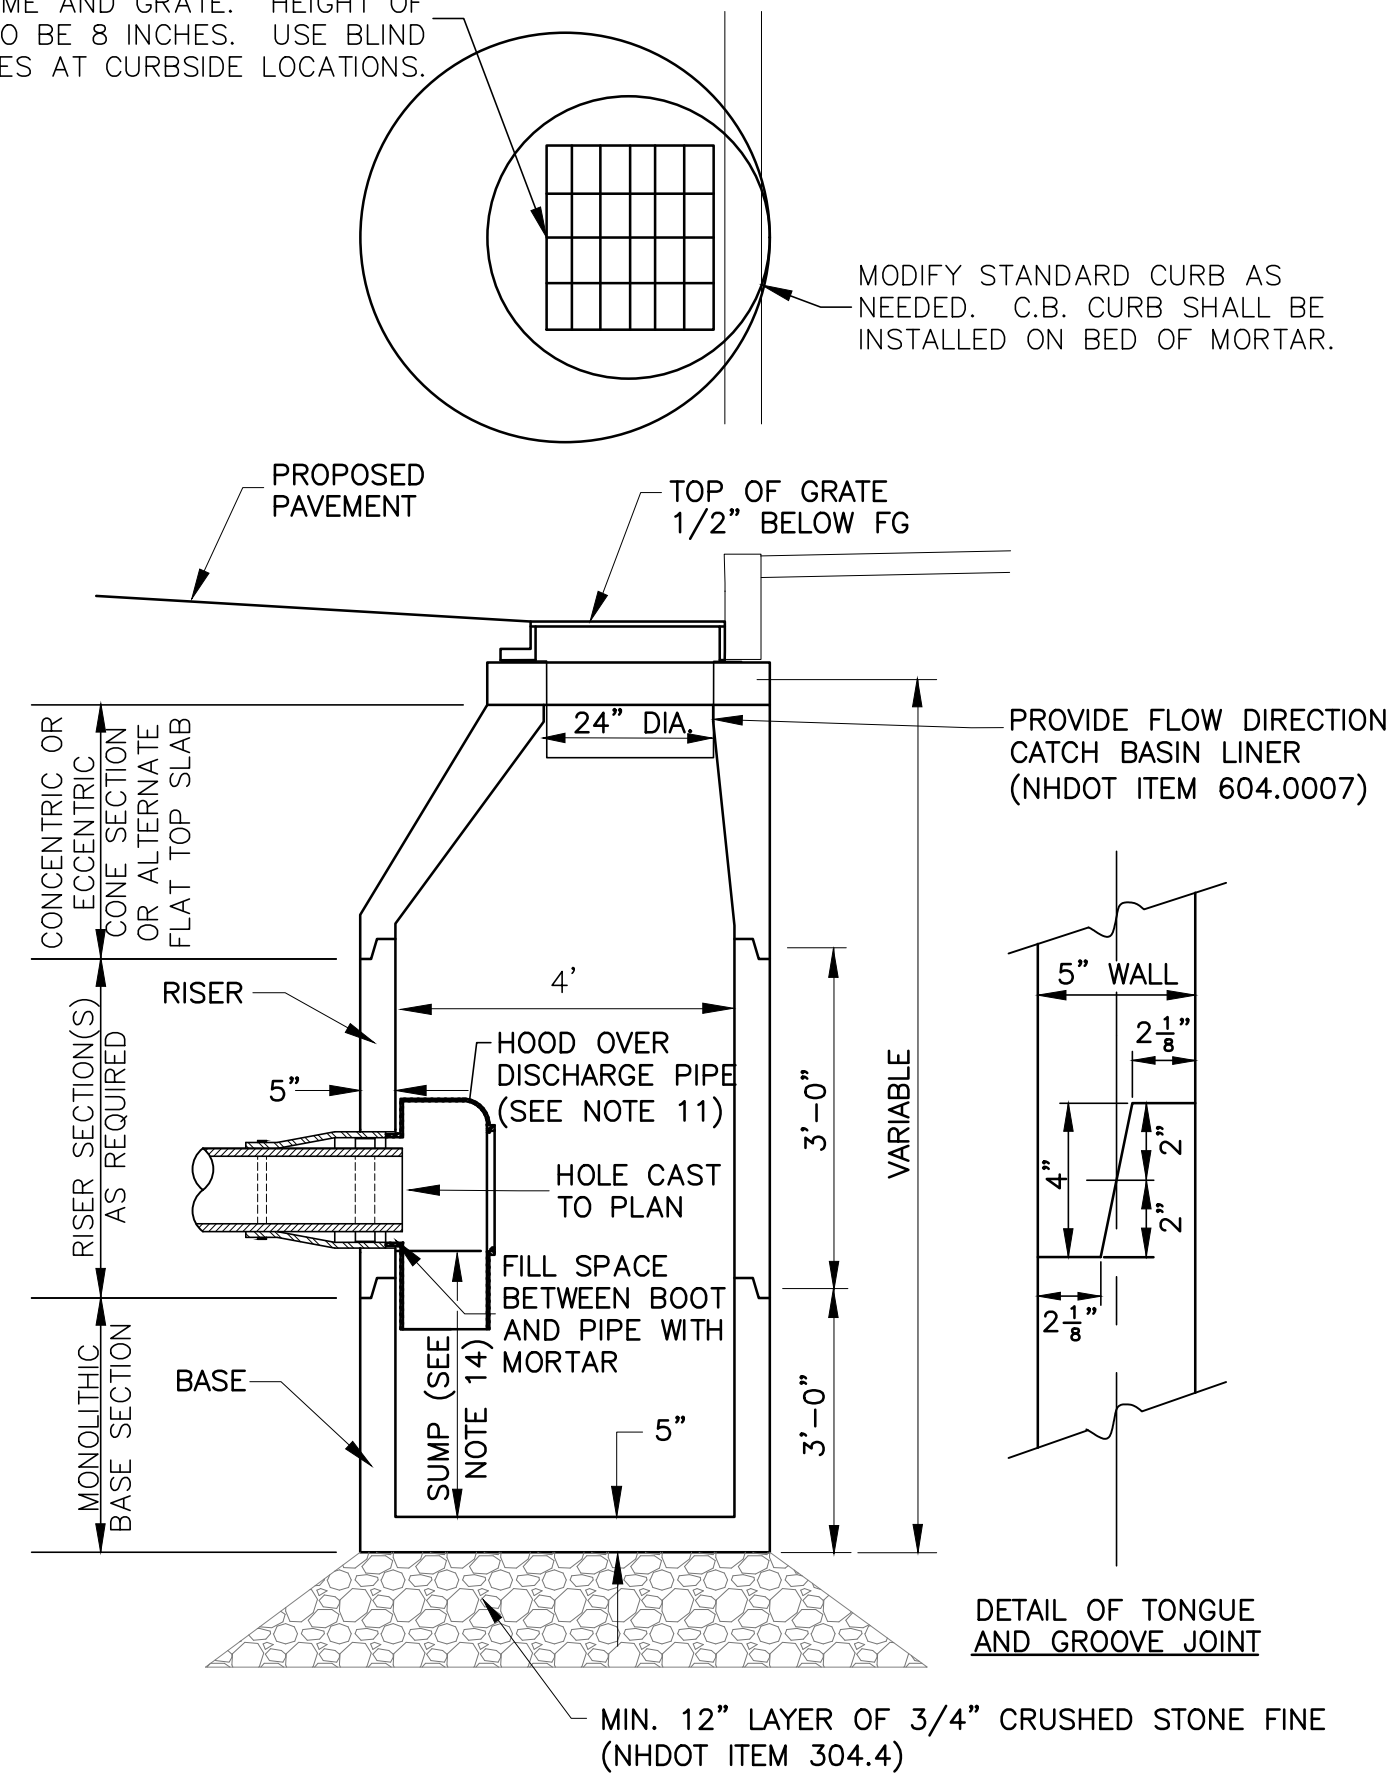 AND GRATE. HEIGHT OF
BE 8 INCHES. USE BLIND
AT CURBSIDE LOCATIONS.
MODIFY STANDARD CURB AS
NEEDED. C.B. CURB SHALL BE
INSTALLED ON BED OF MORTAR.
PROPOSED
PAVEMENT
TOP OF GRATE
1/2" BELOW FG
24" DIA.
PROVIDE FLOW DIRECTION
CATCH BASIN LINER
(NHDOT ITEM 604.0007)
CONCENTRIC OR
ECCENTRIC
CONE SECTION
OR ALTERNATE
FLAT TOP SLAB
RISER
4'
5" WALL
2 1/8"
RISER SECTION(S)
AS REQUIRED
5"
HOOD OVER
DISCHARGE PIPE
(SEE NOTE 11)
3'-0"
VARIABLE
4"
2"
2"
HOLE CAST
TO PLAN
FILL SPACE
BETWEEN BOOT
AND PIPE WITH
MORTAR
2 1/8"
MONOLITHIC
BASE SECTION
BASE
SUMP (SEE
NOTE 14)
5"
3'-0"
DETAIL OF TONGUE
AND GROOVE JOINT
MIN. 12" LAYER OF 3/4" CRUSHED STONE FINE
(NHDOT ITEM 304.4)